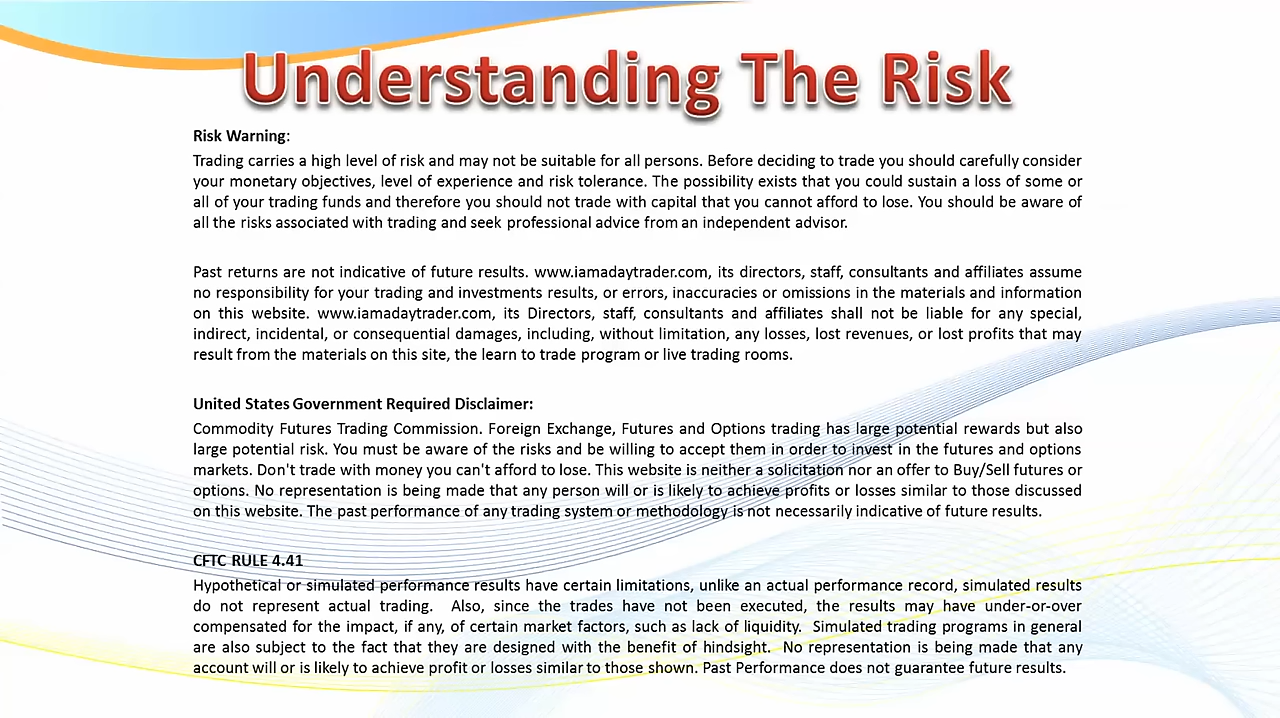 Understanding The Risk
Risk Warning:
Trading carries a high level of risk and may not be suitable for all persons. Before deciding to trade you should carefully consider
your monetary objectives, level of experience and risk tolerance. The possibility exists that you could sustain a loss of some or
all of your trading funds and therefore you should not trade with capital that you cannot afford to lose. You should be aware of
all the risks associated with trading and seek professional advice from an independent advisor.
Past returns are not indicative of future results. www.iamadaytrader.com, its directors, staff, consultants and affiliates assume
no responsibility for your trading and investments results, or errors, inaccuracies or omissions in the materials and information
on this website. www.iamadaytrader.com, its Directors, staff, consultants and affiliates shall not be liable for any special,
indirect, incidental, or consequential damages, including, without limitation, any losses, lost revenues, or lost profits that may
result from the materials on this site, the learn to trade program or live trading rooms.
United States Government Required Disclaimer:
Commodity Futures Trading Commission. Foreign Exchange, Futures and Options trading has large potential rewards but also
large potential risk. You must be aware of the risks and be willing to accept them in order to invest in the futures and options
markets. Don't trade with money you can't afford to lose. This website is neither a solicitation nor an offer to Buy/Sell futures or
options. No representation is being made that any person will or is likely to achieve profits or losses similar to those discussed
on this website. The past performance of any trading system or methodology is not necessarily indicative of future results.
CFTC RULE 4.41
Hypothetical or simulated performance results have certain limitations, unlike an actual performance record, simulated results
do not represent actual trading. Also, since the trades have not been executed, the results may have under-or-over
compensated for the impact, if any, of certain market factors, such as lack of liquidity. Simulated trading programs in general
are also subject to the fact that they are designed with the benefit of hindsight. No representation is being made that any
account will or is likely to achieve profit or losses similar to those shown. Past Performance does not guarantee future results.